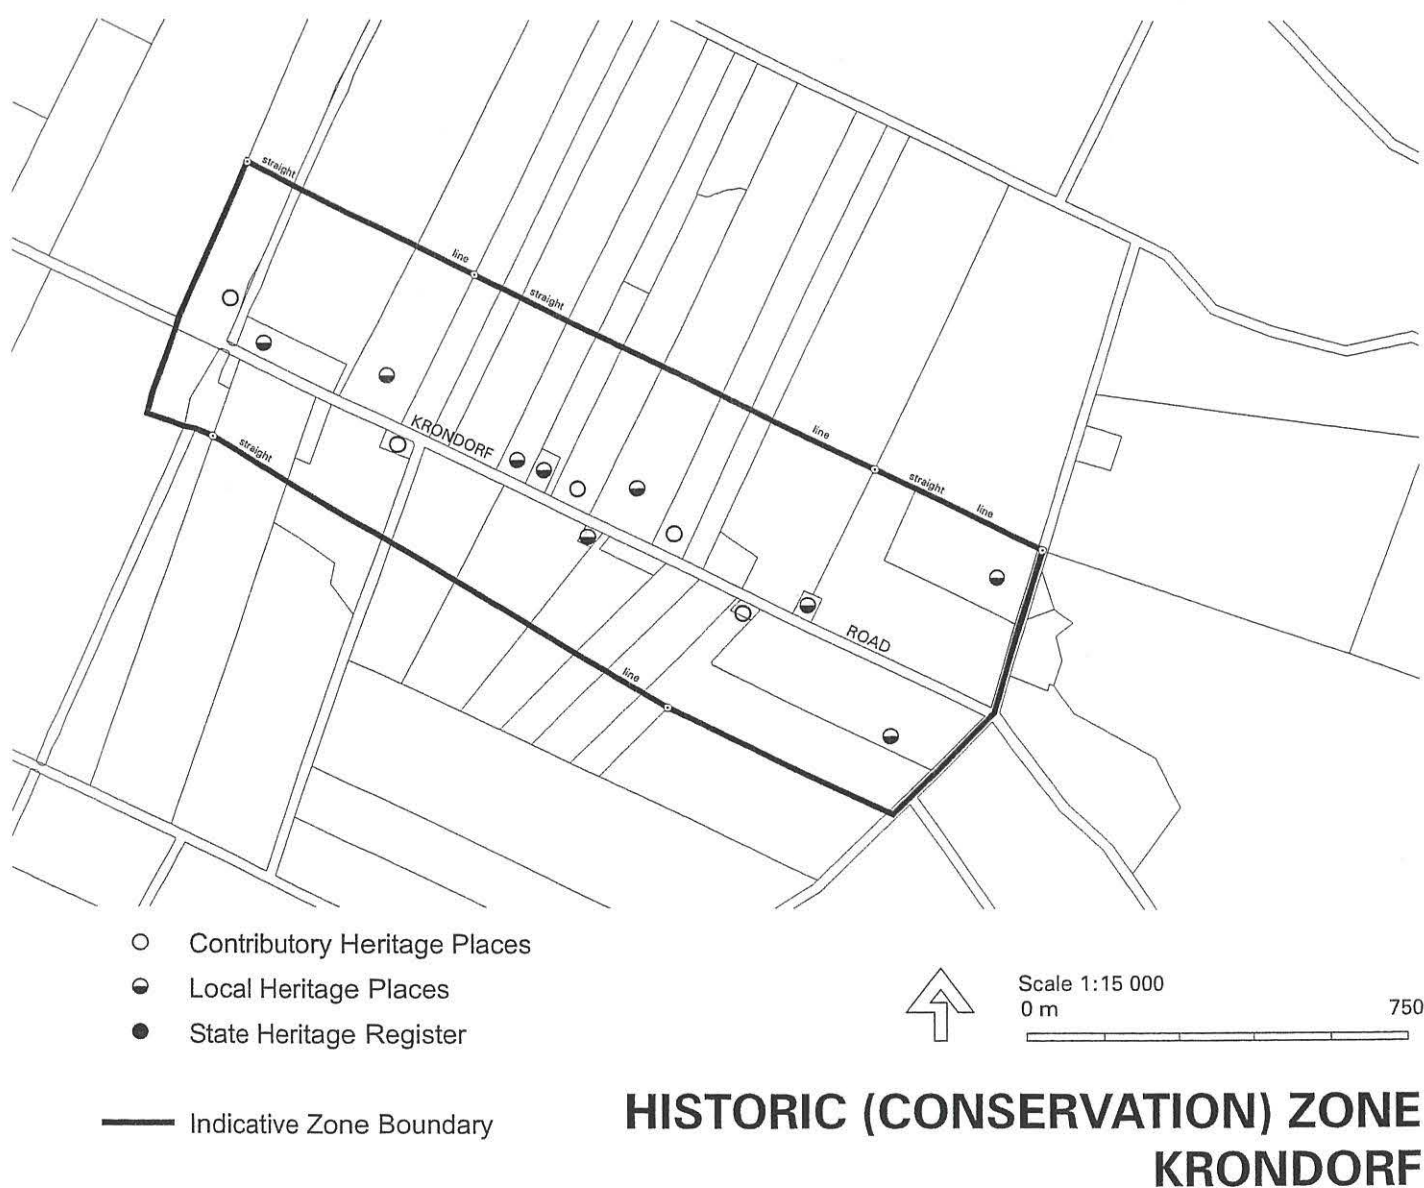 straight
line
straight
line
straight
line
KRONDORF
straight
ROAD
line
Contributory Heritage Places
Local Heritage Places
State Heritage Register
Indicative Zone Boundary
Scale 1:15 000
0 m 750
HISTORIC (CONSERVATION) ZONE
KRONDORF